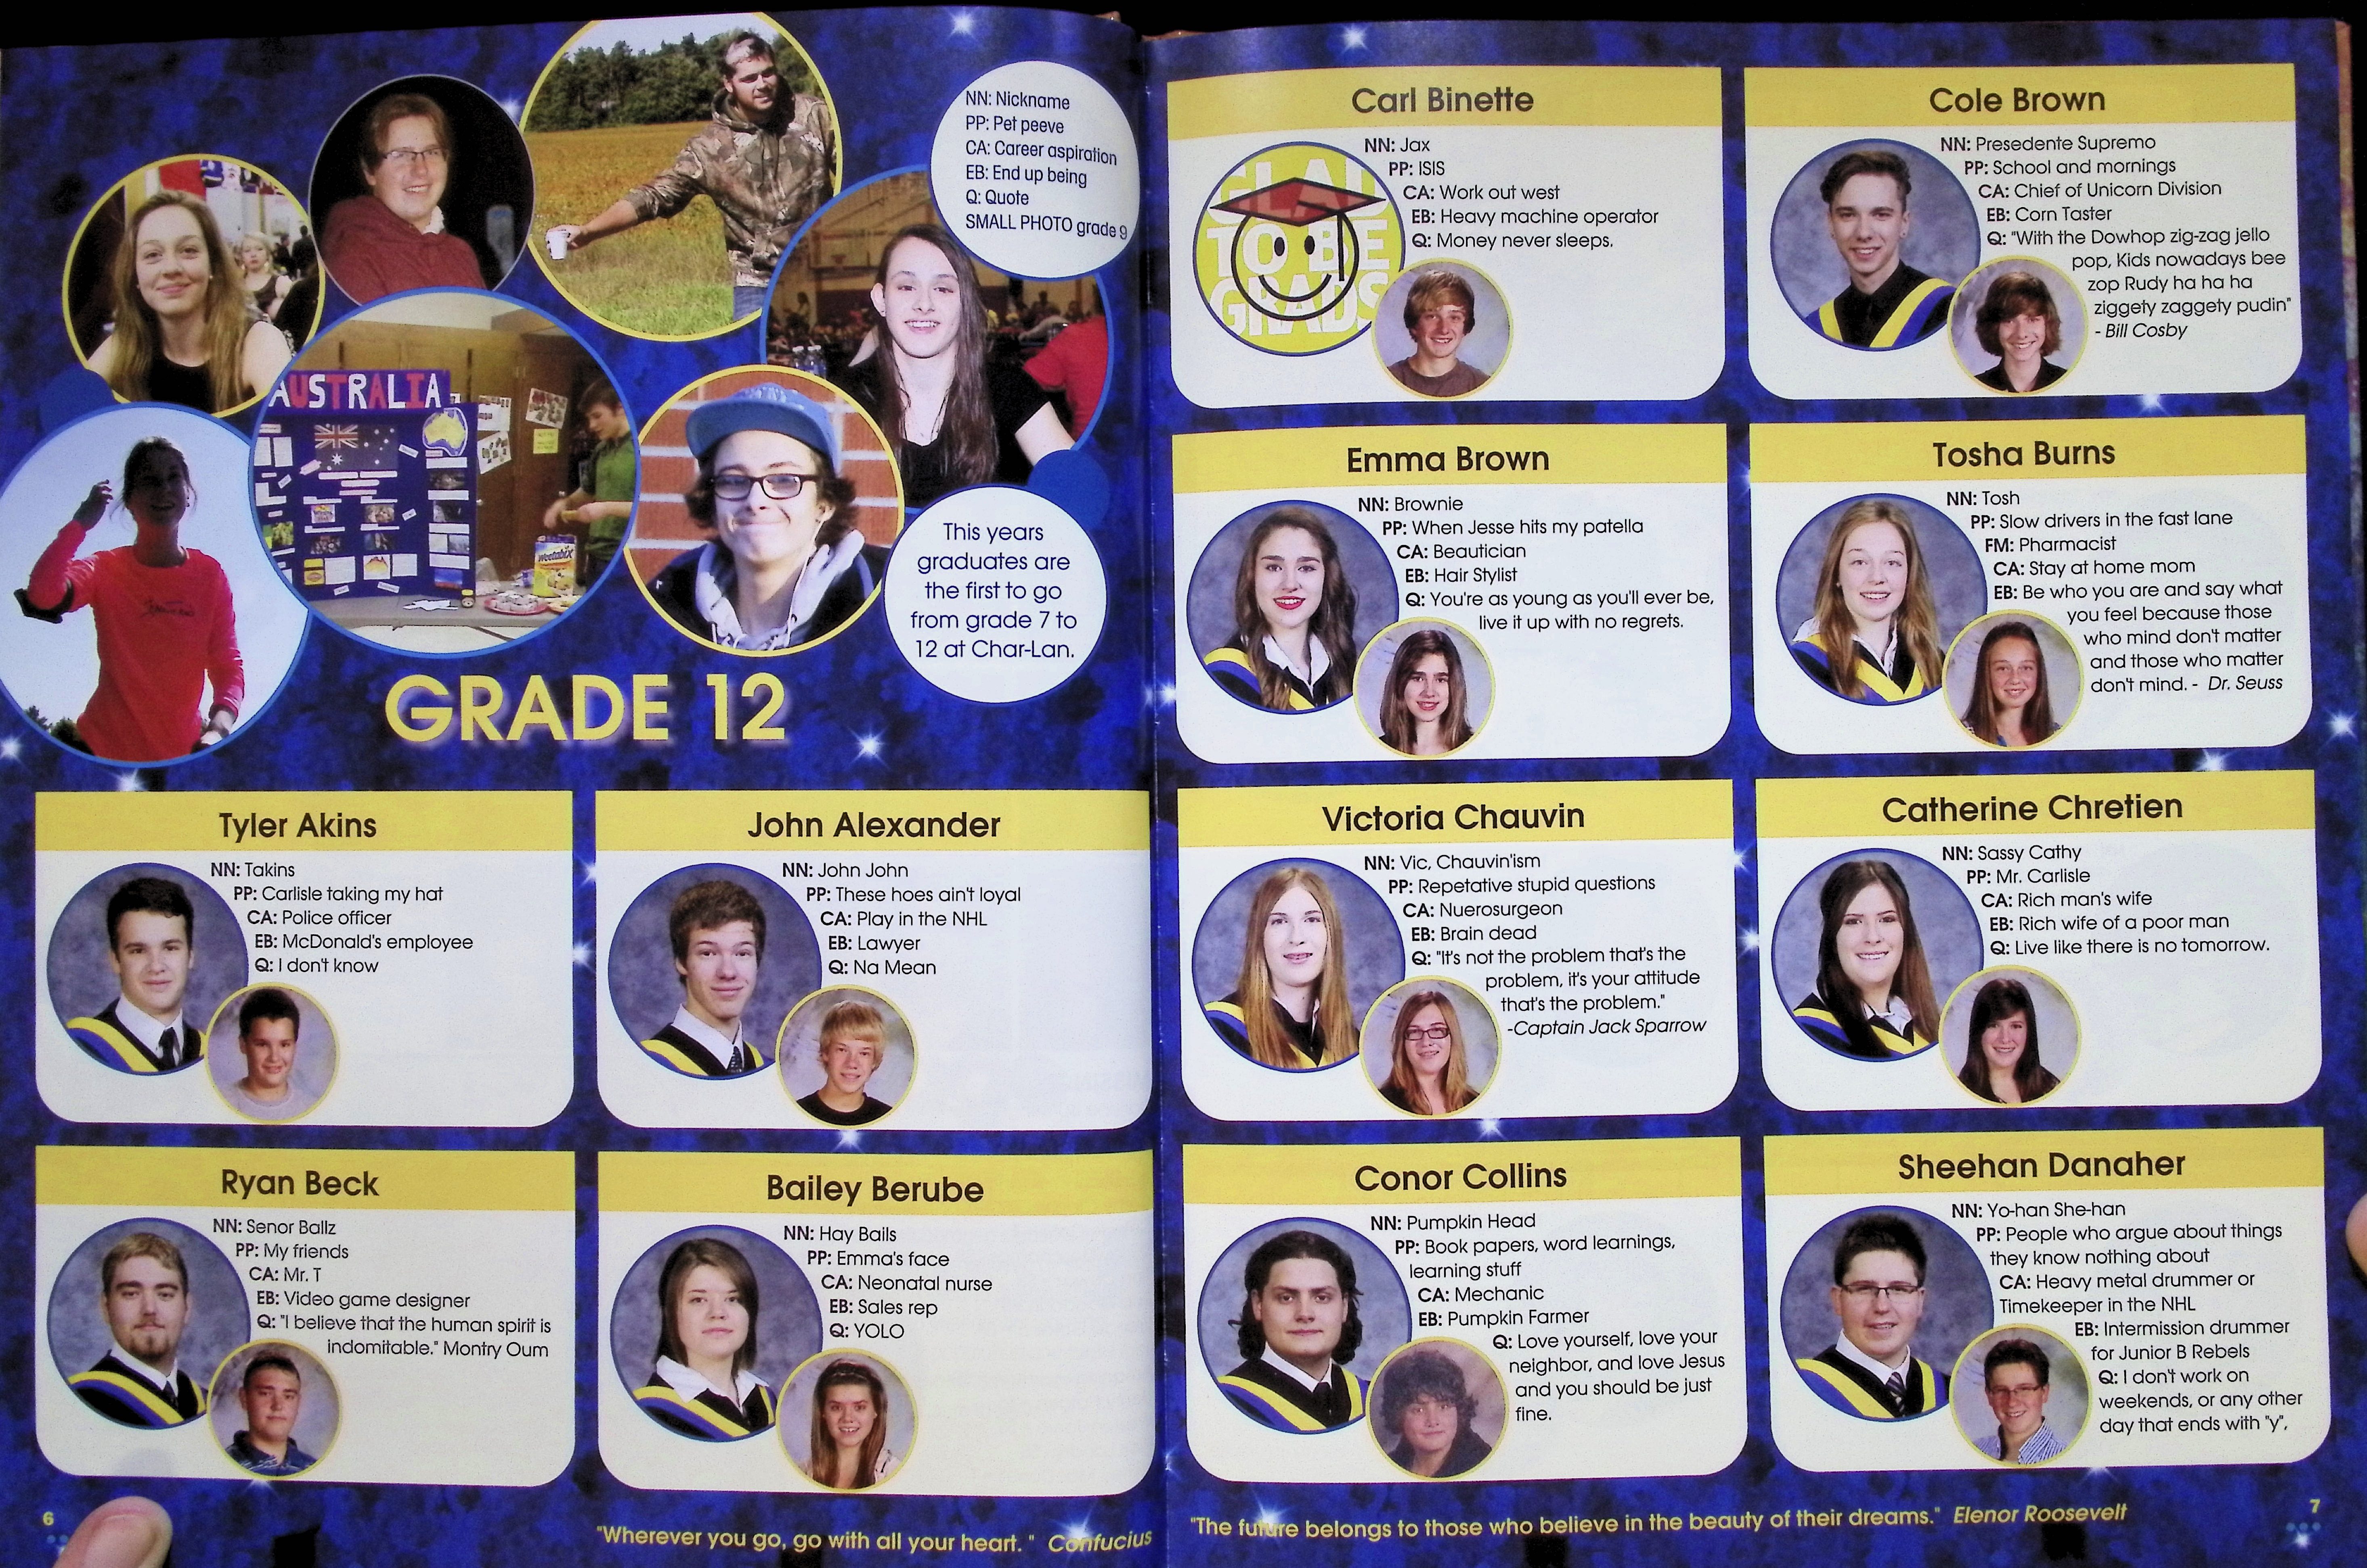 NN: Nickname
PP: Pet peeve
CA: Career aspiration
EB: End up being
Q: Quote
SMALL PHOTO grade 9
AUSTRALIA
weetabix
This years
graduates are
the first to go
from grade 7 to
12 at Char-Lan.
GRADE 12
Tyler Akins
NN: Takins
PP: Carlisle taking my hat
CA: Police officer
EB: McDonald's employee
Q: I don't know
John Alexander
NN: John John
PP: These hoes ain't loyal
CA: Play in the NHL
EB: Lawyer
Q: Na Mean
Ryan Beck
NN: Senor Ballz
PP: My friends
CA: Mr. T
EB: Video game designer
Q: "I believe that the human spirit is
indomitable." Montry Oum
Bailey Berube
NN: Hay Bails
PP: Emma's face
CA: Neonatal nurse
EB: Sales rep
Q: YOLO
6
"Wherever you go, go with all your heart. " Confucius
Carl Binette
GLAD
TO BE
GRADS
NN: Jax
PP: ISIS
CA: Work out west
EB: Heavy machine operator
Q: Money never sleeps.
Cole Brown
NN: Presedente Supremo
PP: School and mornings
CA: Chief of Unicorn Division
EB: Corn Taster
Q: "With the Dowhop zig-zag jello
pop, Kids nowadays bee
zop Rudy ha ha ha
ziggety zaggety pudin"
- Bill Cosby
Emma Brown
NN: Brownie
PP: When Jesse hits my patella
CA: Beautician
EB: Hair Stylist
Q: You're as young as you'll ever be,
live it up with no regrets.
Tosha Burns
NN: Tosh
PP: Slow drivers in the fast lane
FM: Pharmacist
CA: Stay at home mom
EB: Be who you are and say what
you feel because those
who mind don't matter
and those who matter
don't mind. - Dr. Seuss
Victoria Chauvin
NN: Vic, Chauvin'ism
PP: Repetative stupid questions
CA: Nuerosurgeon
EB: Brain dead
Q: "It's not the problem that's the
problem, it's your attitude
that's the problem."
-Captain Jack Sparrow
Catherine Chretien
NN: Sassy Cathy
PP: Mr. Carlisle
CA: Rich man's wife
EB: Rich wife of a poor man
Q: Live like there is no tomorrow.
Conor Collins
NN: Pumpkin Head
PP: Book papers, word learnings,
learning stuff
CA: Mechanic
EB: Pumpkin Farmer
Q: Love yourself, love your
neighbor, and love Jesus
and you should be just
fine.
Sheehan Danaher
NN: Yo-han She-han
PP: People who argue about things
they know nothing about
CA: Heavy metal drummer or
Timekeeper in the NHL
EB: Intermission drummer
for Junior B Rebels
Q: I don't work on
weekends, or any other
day that ends with "y",
"The future belongs to those who believe in the beauty of their dreams." Elenor Roosevelt
7